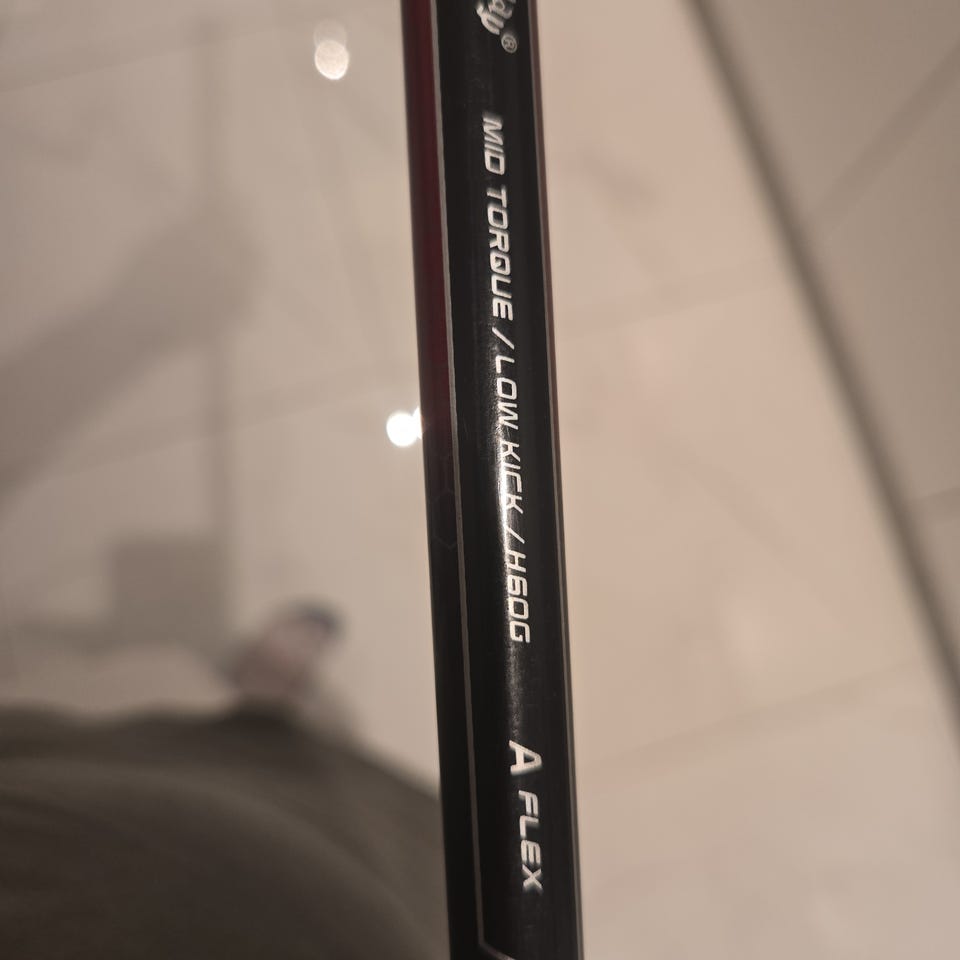 MID TORQUE / LOW KICK / H60G
A FLEX